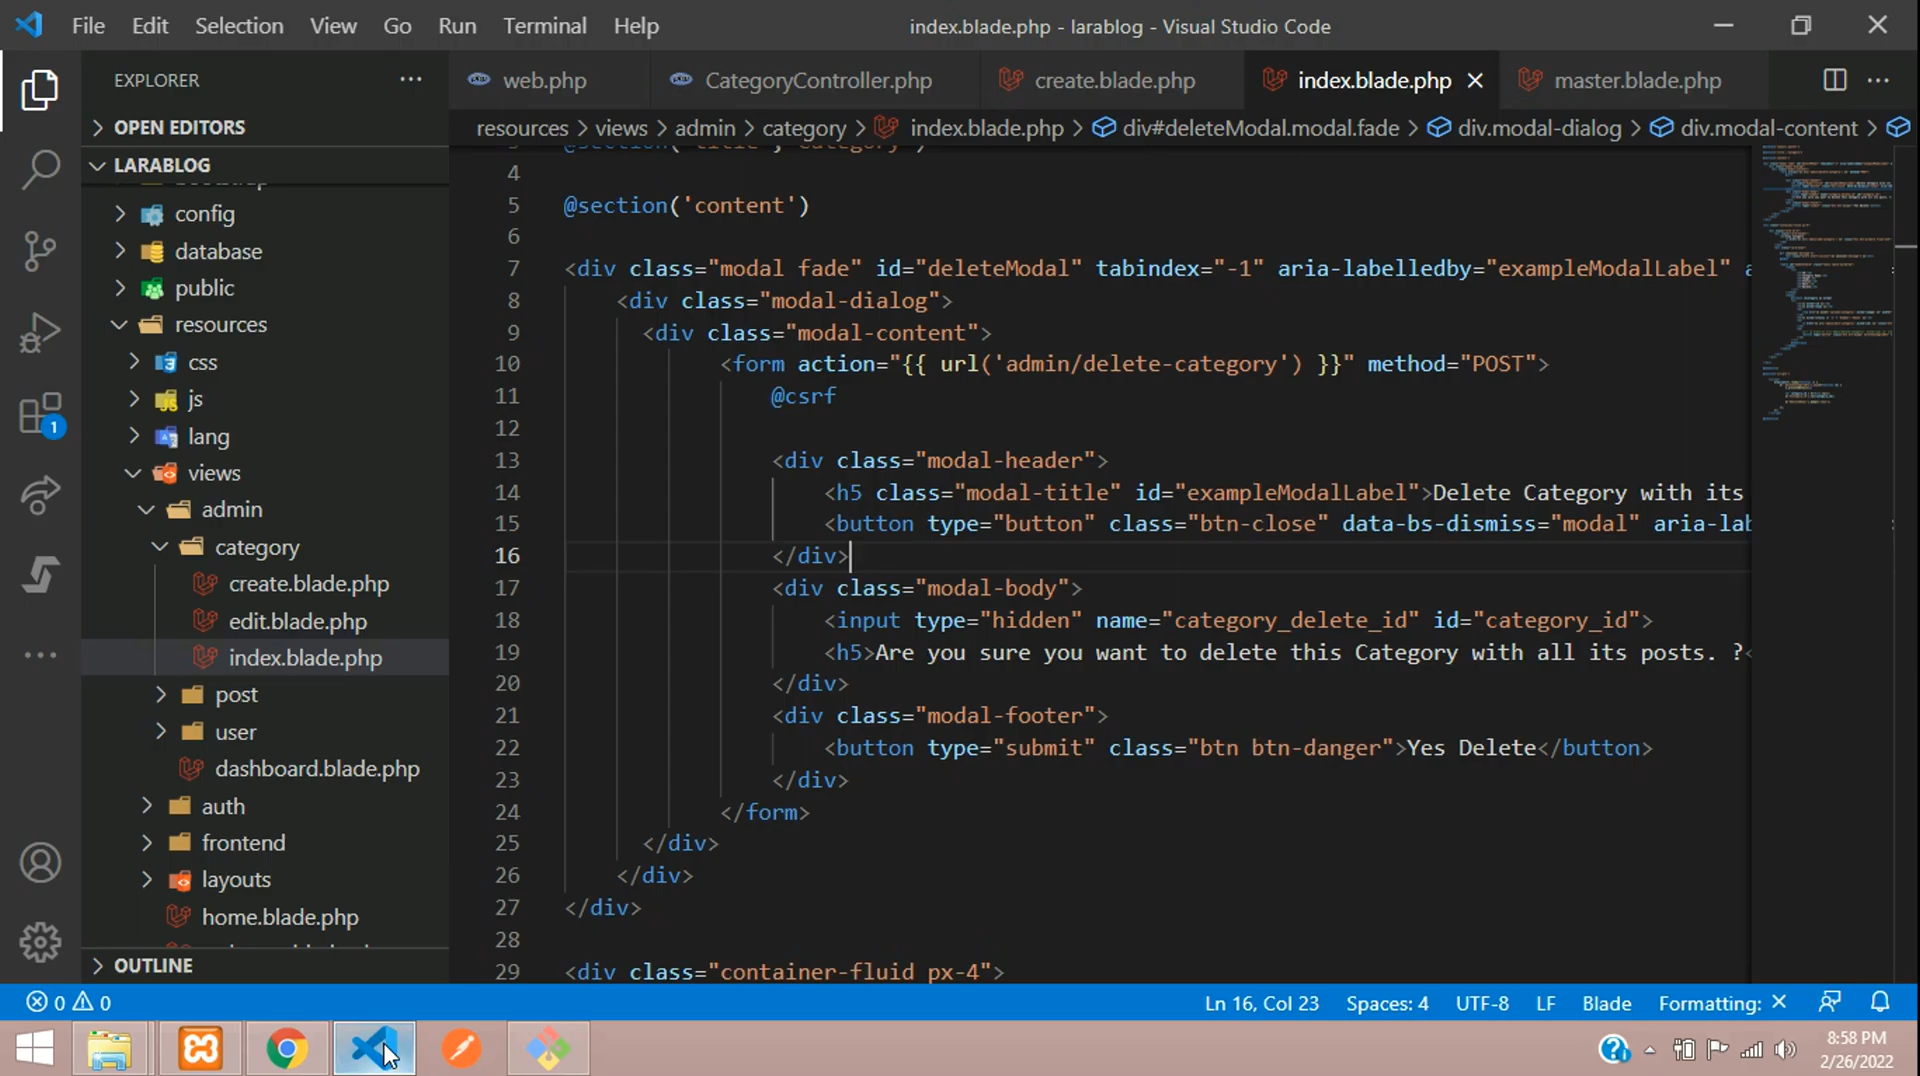 File Edit Selection View Go Run Terminal Help
index.blade.php - larablog - Visual Studio Code
EXPLORER
web.php
CategoryController.php
create.blade.php
index.blade.php
master.blade.php
OPEN EDITORS
resources > views > admin > category > index.blade.php > div#deleteModal.modal.fade > div.modal-dialog > div.modal-content >
LARABLOG
config
database
public
resources
css
js
lang
views
admin
category
create.blade.php
edit.blade.php
index.blade.php
post
user
dashboard.blade.php
auth
frontend
layouts
home.blade.php
OUTLINE
@section('title', 'category')
4
5 @section('content')
6
7 <div class="modal fade" id="deleteModal" tabindex="-1" aria-labelledby="exampleModalLabel" a
8 <div class="modal-dialog">
9 <div class="modal-content">
10 <form action="{{ url('admin/delete-category') }}" method="POST">
11 @csrf
12
13 <div class="modal-header">
14 <h5 class="modal-title" id="exampleModalLabel">Delete Category with its
15 <button type="button" class="btn-close" data-bs-dismiss="modal" aria-lab
16 </div>
17 <div class="modal-body">
18 <input type="hidden" name="category_delete_id" id="category_id">
19 <h5>Are you sure you want to delete this Category with all its posts. ?<
20 </div>
21 <div class="modal-footer">
22 <button type="submit" class="btn btn-danger">Yes Delete</button>
23 </div>
24 </form>
25 </div>
26 </div>
27 </div>
28
29 <div class="container-fluid px-4">
1
0 0
Ln 16, Col 23 Spaces: 4 UTF-8 LF Blade Formatting: ×
8:58 PM
2/26/2022